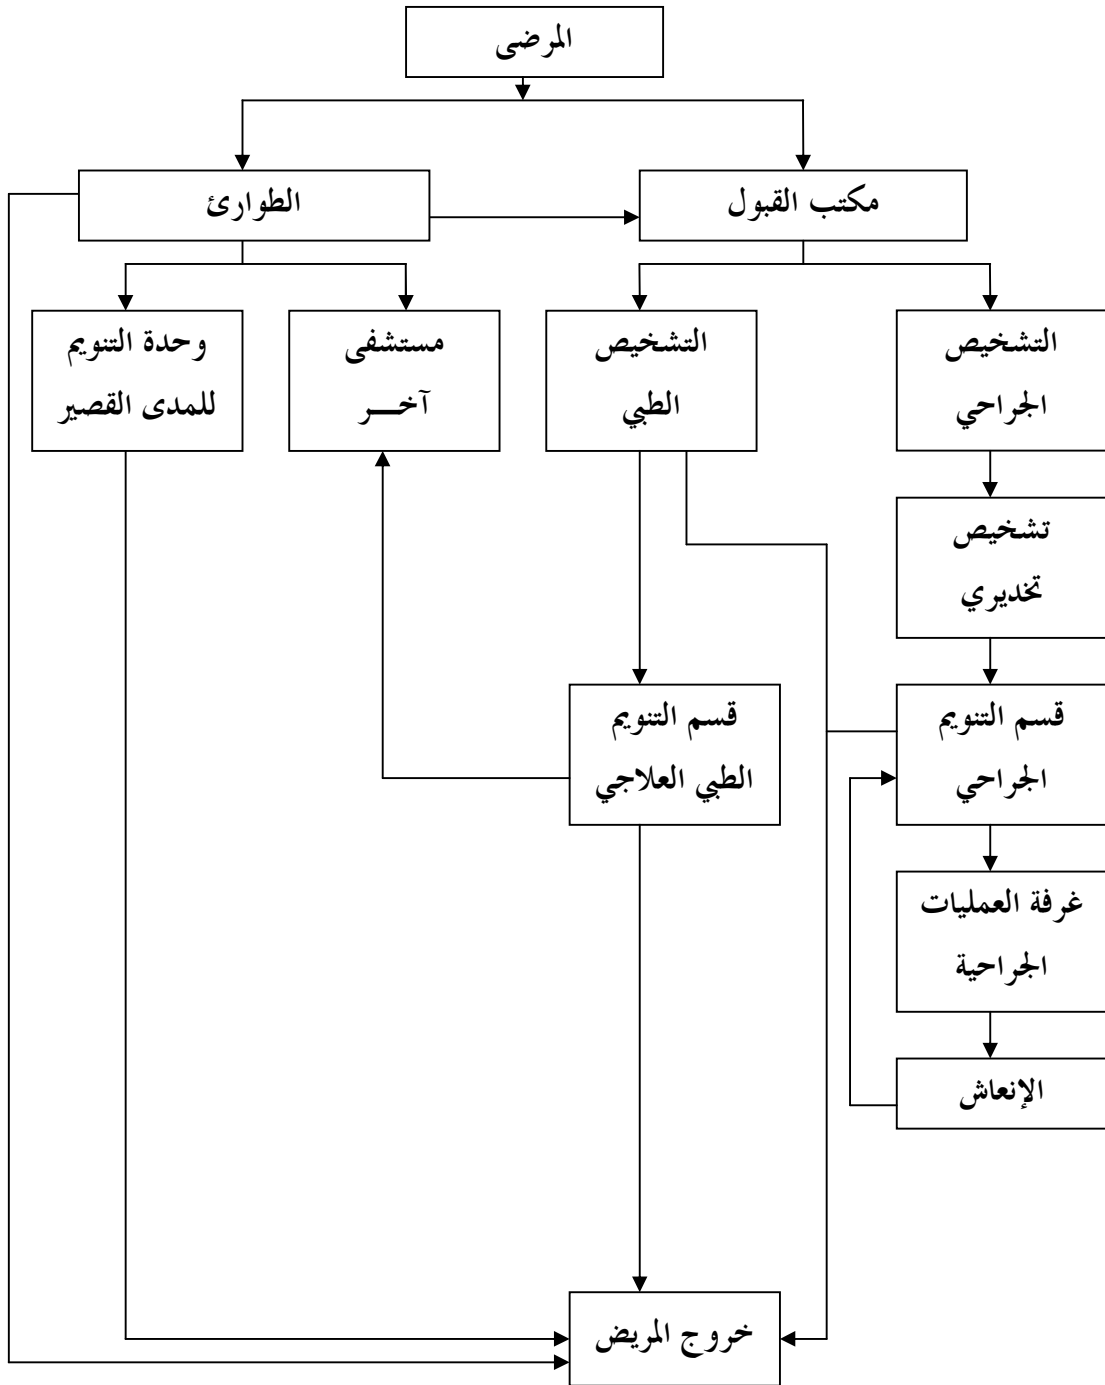 المرضى
مكتب القبول
الطوارئ
التشخيص
الجراحي
التشخيص
الطبي
مستشفى
آخـــر
وحدة التنويم
للمدى القصير
تشخيص
تخديري
قسم التنويم
الجراحي
قسم التنويم
الطبي العلاجي
غرفة العمليات
الجراحية
الإنعاش
خروج المريض